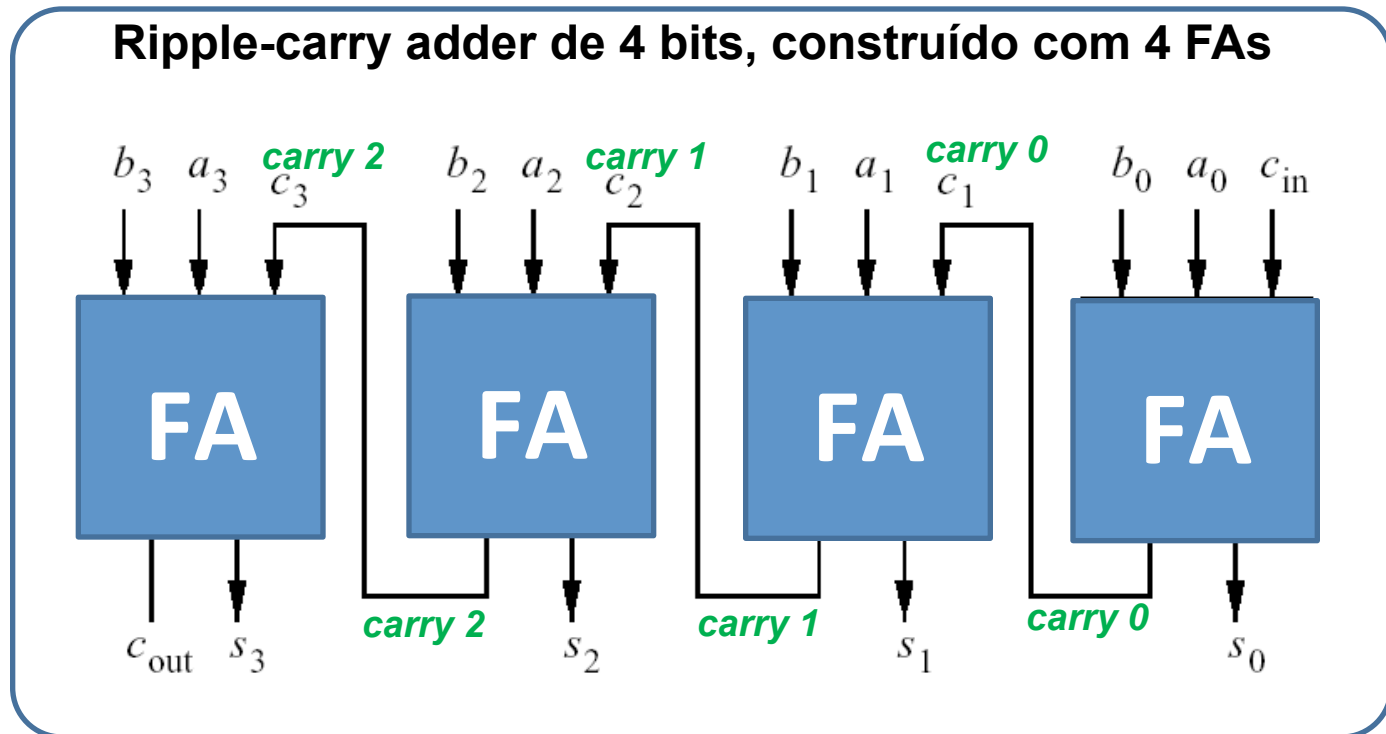 Ripple-carry adder de 4 bits, construído com 4 FAs
carry 2 carry 1 carry 0
b3 a3 c3 b2 a2 c2 b1 a1 c1 b0 a0 cin
FA FA FA FA
carry 2 carry 1 carry 0
cout s3 s2 s1 s0